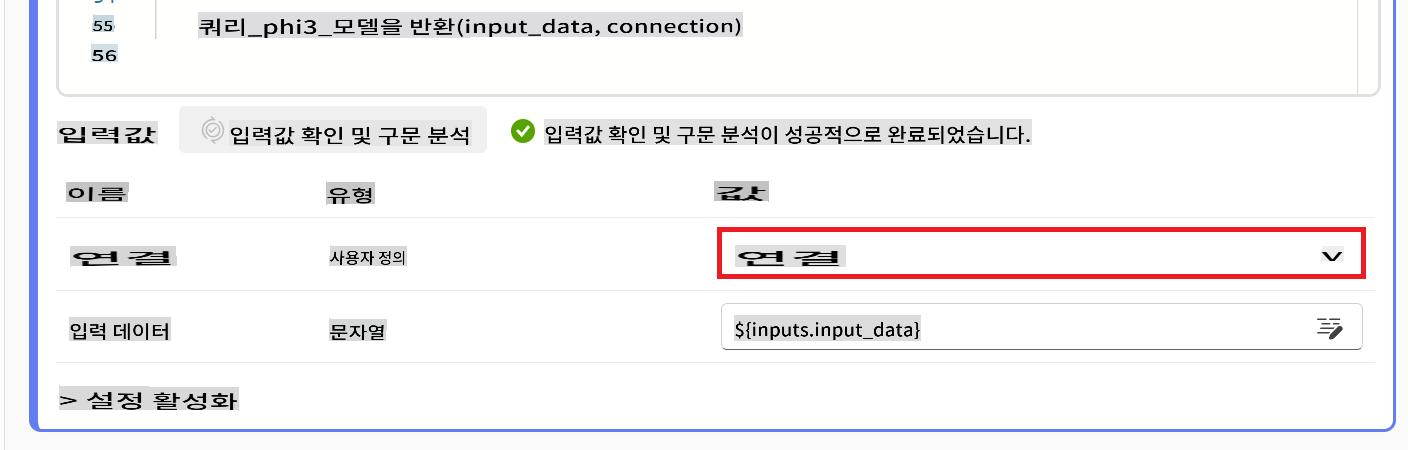 55 쿼리_phi3_모델을 반환(input_data, connection)
56
입력값 입력값 확인 및 구문 분석 입력값 확인 및 구문 분석이 성공적으로 완료되었습니다.
이름 유형 값
연결 사용자 정의 연결
입력 데이터 문자열 ${inputs.input_data}
> 설정 활성화